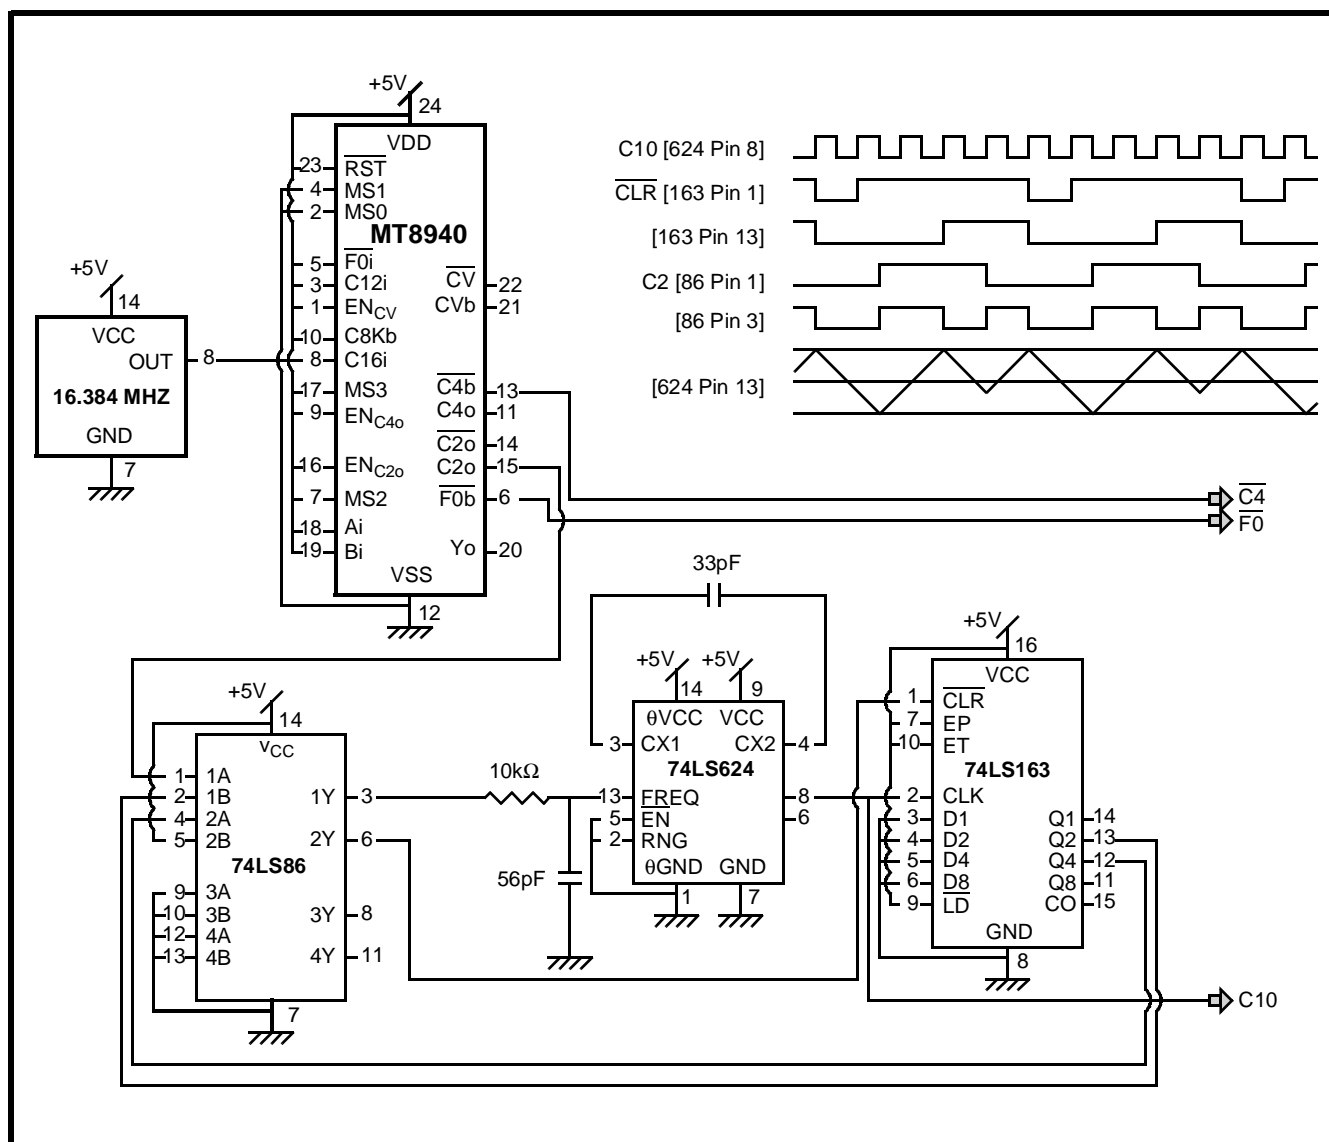 +5V
24
VDD
23 RST
4 MS1
2 MS0
MT8940
5 F0i
3 C12i
1 ENCV
10 C8Kb
8 C16i
17 MS3
9 ENC4o
16 ENC2o
7 MS2
18 Ai
19 Bi
CV 22
CVb 21
C4b 13
C4o 11
C2o 14
C2o 15
F0b 6
Yo 20
VSS
12
+5V
14
VCC
OUT 8
16.384 MHZ
GND
7
C10 [624 Pin 8]
CLR [163 Pin 1]
[163 Pin 13]
C2 [86 Pin 1]
[86 Pin 3]
[624 Pin 13]
C4
F0
33pF
+5V
14
vCC
1 1A
2 1B
4 2A
5 2B
74LS86
9 3A
10 3B
12 4A
13 4B
1Y 3
2Y 6
3Y 8
4Y 11
7
10kΩ
56pF
+5V +5V
14 9
θVCC VCC
3 CX1 CX2 4
74LS624
13 FREQ 8
5 EN 6
2 RNG
θGND GND
1 7
+5V
16
VCC
1 CLR
7 EP
10 ET
74LS163
2 CLK
3 D1
4 D2
5 D4
6 D8
9 LD
Q1 14
Q2 13
Q4 12
Q8 11
CO 15
GND
8
C10